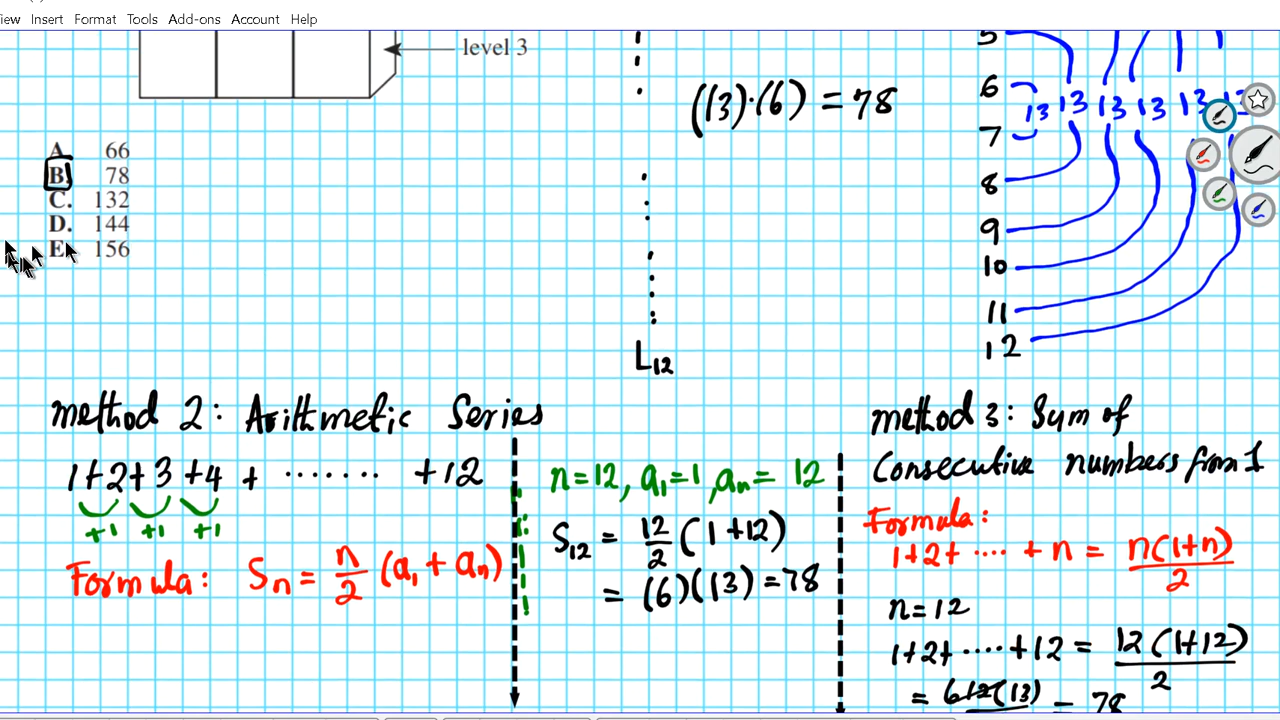 iew Insert Format Tools Add-ons Account Help
level 3
((13)·(6) = 78
A 66
B. 78
C. 132
D. 144
E. 156
L12
5
6
13 13 13 13 13
7
8
9
10
11
12
method 2: Arithmetic Series
1+2+3+4+ ....... +12
+1 +1 +1
Formula: Sn = n/2 (a1 + an)
n=12, a1=1, an= 12
S12 = 12/2 (1+12)
= (6)(13) =78
method 3: Sum of
Consecutive numbers from 1
Formula:
1+2+ .... + n = n(1+n)/2
n=12
1+2+ ....+12 = 12(1+12)/2
= 6 12(13) = 78